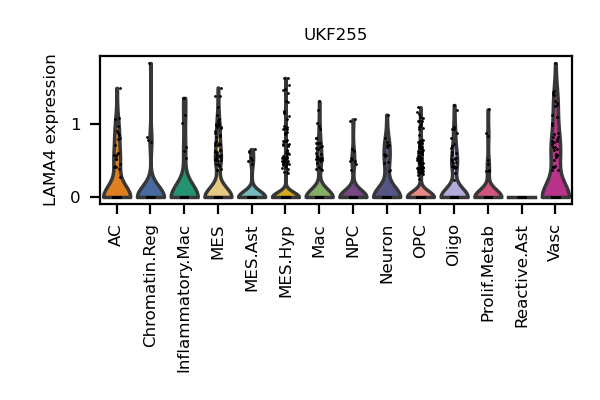 UKF255
LAMA4 expression
1
0
AC
Chromatin.Reg
Inflammatory.Mac
MES
MES.Ast
MES.Hyp
Mac
NPC
Neuron
OPC
Oligo
Prolif.Metab
Reactive.Ast
Vasc